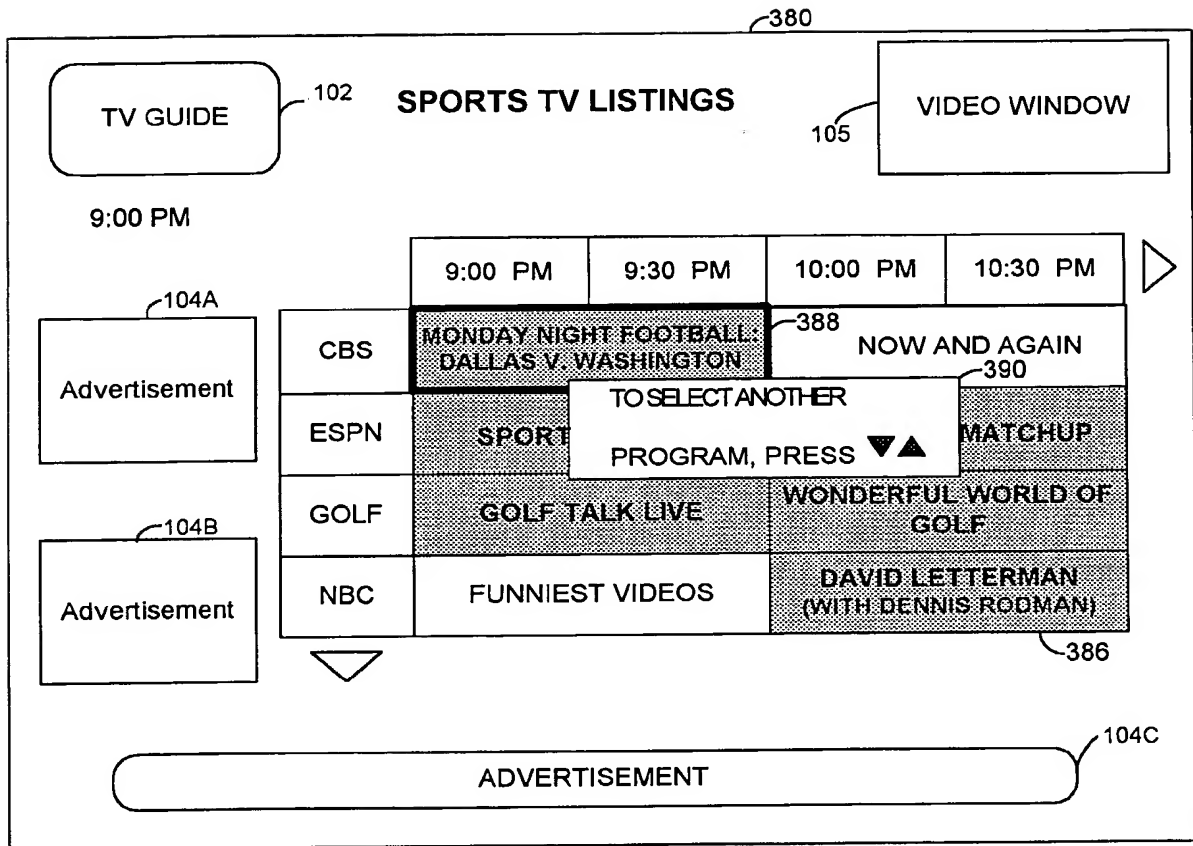 380
TV GUIDE
102
SPORTS TV LISTINGS
105
VIDEO WINDOW
9:00 PM
9:00 PM
9:30 PM
10:00 PM
10:30 PM
104A
Advertisement
CBS
MONDAY NIGHT FOOTBALL:
DALLAS V. WASHINGTON
388
NOW AND AGAIN
390
TO SELECT ANOTHER
PROGRAM, PRESS ▼▲
ESPN
SPORT
MATCHUP
GOLF
GOLF TALK LIVE
WONDERFUL WORLD OF
GOLF
104B
Advertisement
NBC
FUNNIEST VIDEOS
DAVID LETTERMAN
(WITH DENNIS RODMAN)
386
104C
ADVERTISEMENT